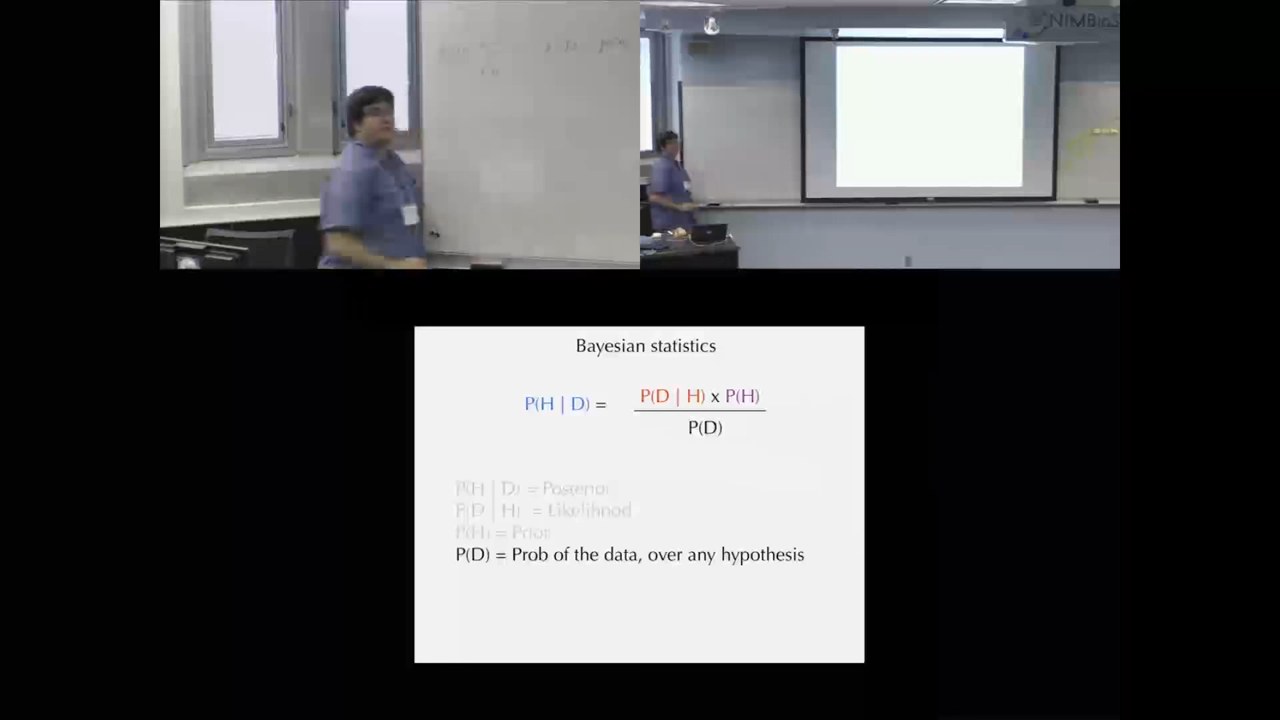 NIMBioS
Bayesian statistics
P(H | D) = P(D | H) x P(H)
P(D)
P(H | D) = Posterior
P(D | H) = Likelihood
P(H) = Prior
P(D) = Prob of the data, over any hypothesis